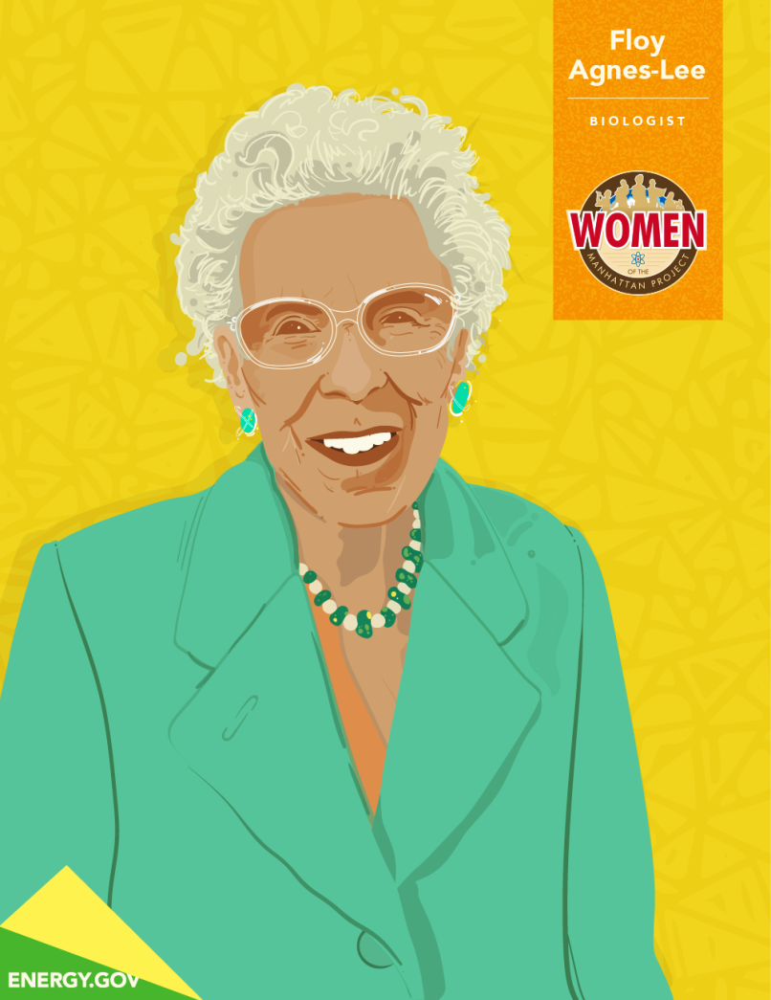 Floy
Agnes-Lee
BIOLOGIST
WOMEN
OF THE
MANHATTAN PROJECT
ENERGY.GOV